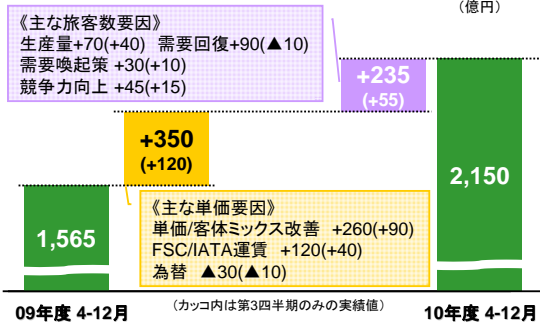 (億円)
《主な旅客数要因》
生産量+70(+40) 需要回復+90(▲10)
需要喚起策 +30(+10)
競争力向上 +45(+15)
+235
(+55)
+350
(+120)
2,150
《主な単価要因》
単価/客体ミックス改善 +260(+90)
FSC/IATA運賃 +120(+40)
為替 ▲30(▲10)
1,565
(カッコ内は第3四半期のみの実績値)
09年度 4-12月
10年度 4-12月